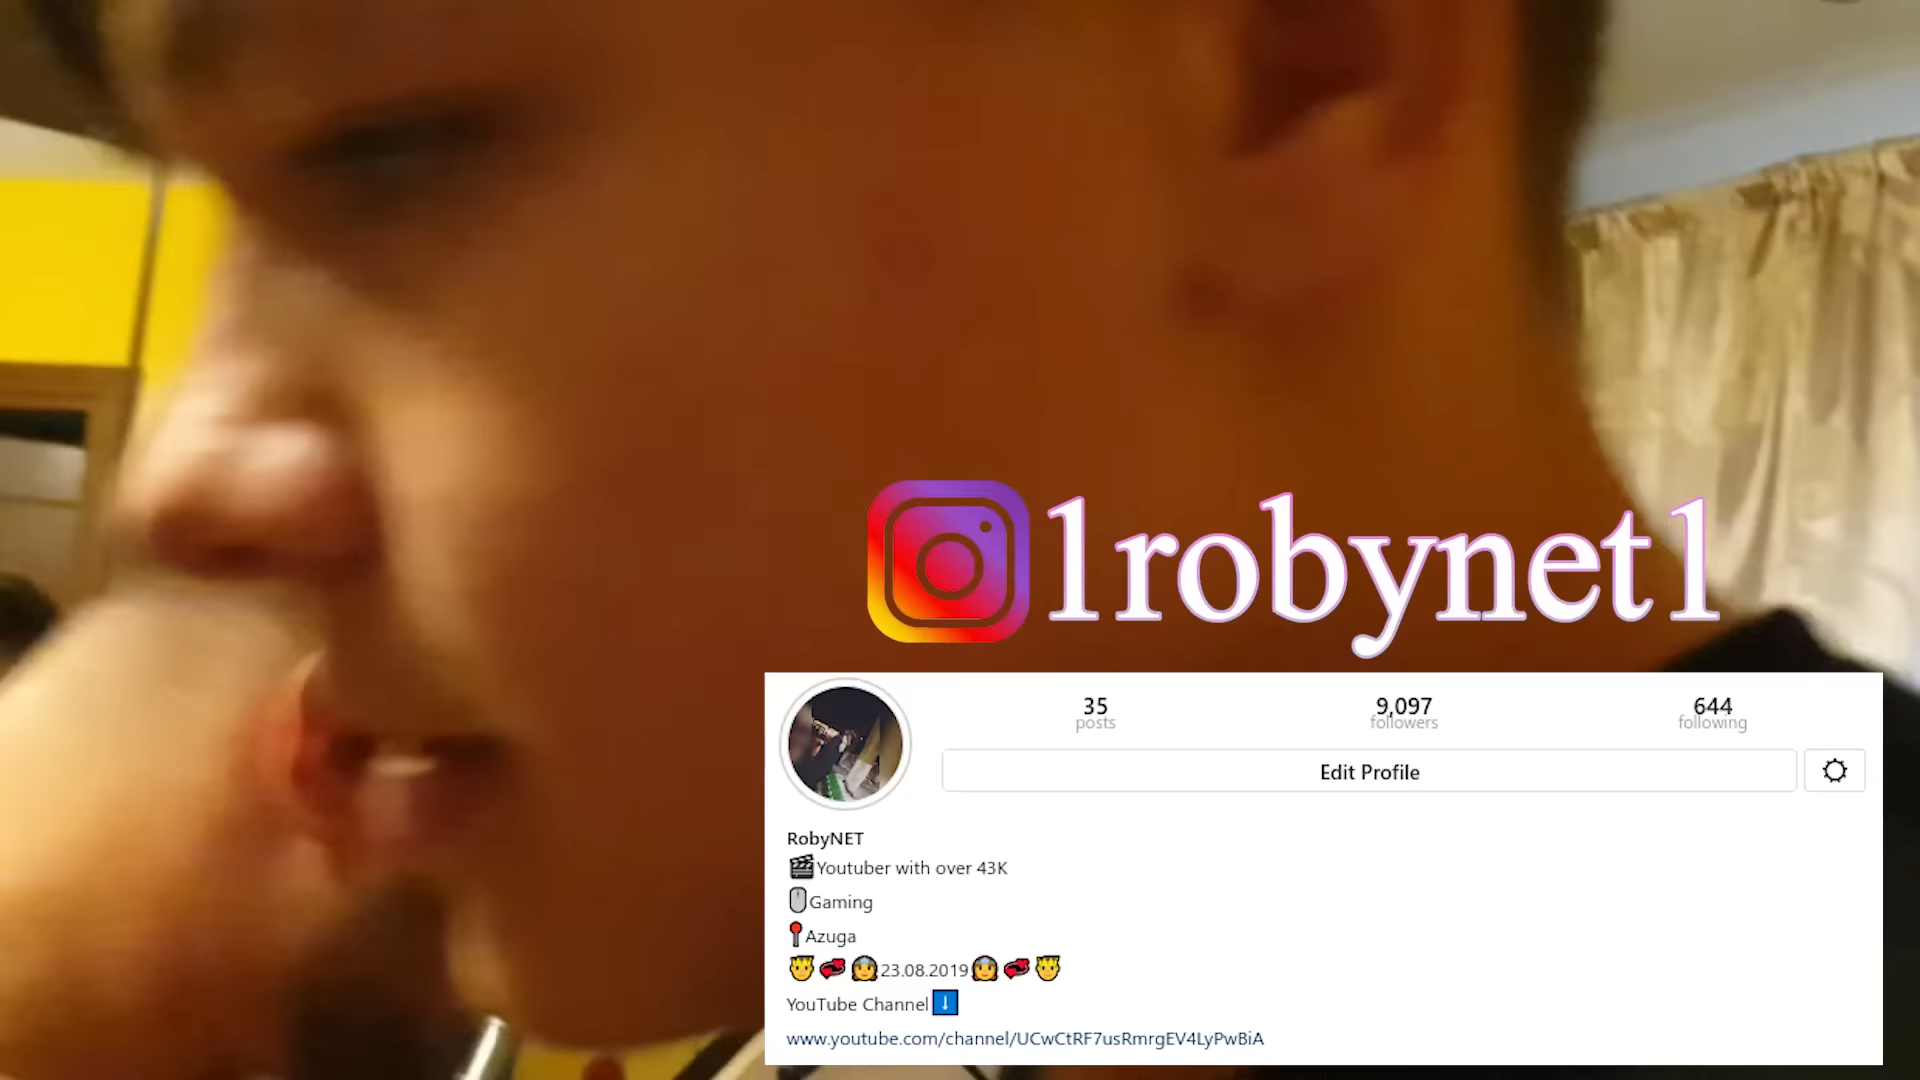 1robynet1
35 9,097 644
posts followers following
Edit Profile
RobyNET
🎬Youtuber with over 43K
🖱Gaming
📍Azuga
🤴💞👸23.08.2019👸💞🤴
YouTube Channel⬇
www.youtube.com/channel/UCwCtRF7usRmrgEV4LyPwBiA